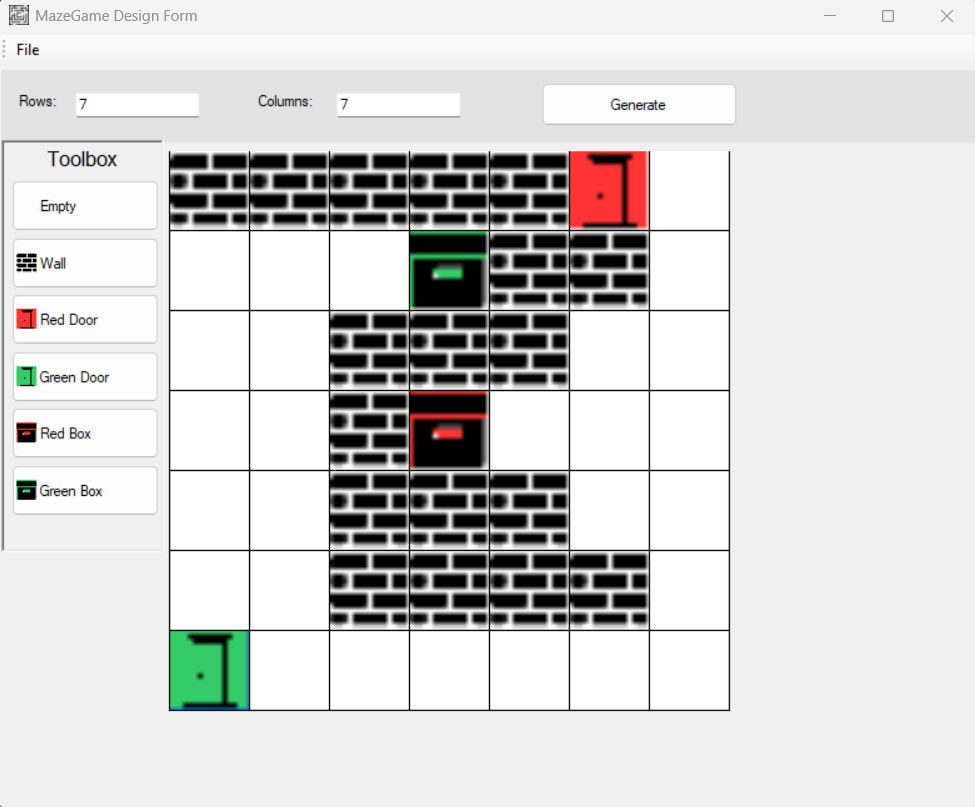 MazeGame Design Form
File
Rows: 7 Columns: 7 Generate
Toolbox
Empty
Wall
Red Door
Green Door
Red Box
Green Box